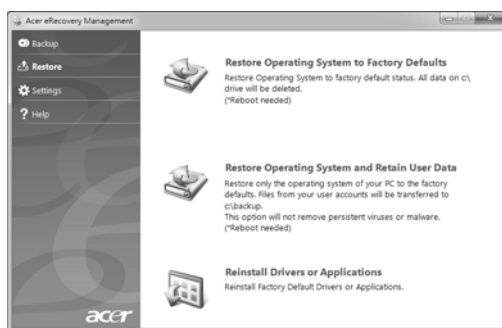 Acer eRecovery Management
Backup
Restore
Settings
? Help
Restore Operating System to Factory Defaults
Restore Operating System to factory default status. All data on c:\
drive will be deleted.
(*Reboot needed)
Restore Operating System and Retain User Data
Restore only the operating system of your PC to the factory
defaults. Files from your user accounts will be transferred to
c:\backup.
This option will not remove persistent viruses or malware.
(*Reboot needed)
Reinstall Drivers or Applications
Reinstall Factory Default Drivers or Applications.
acer